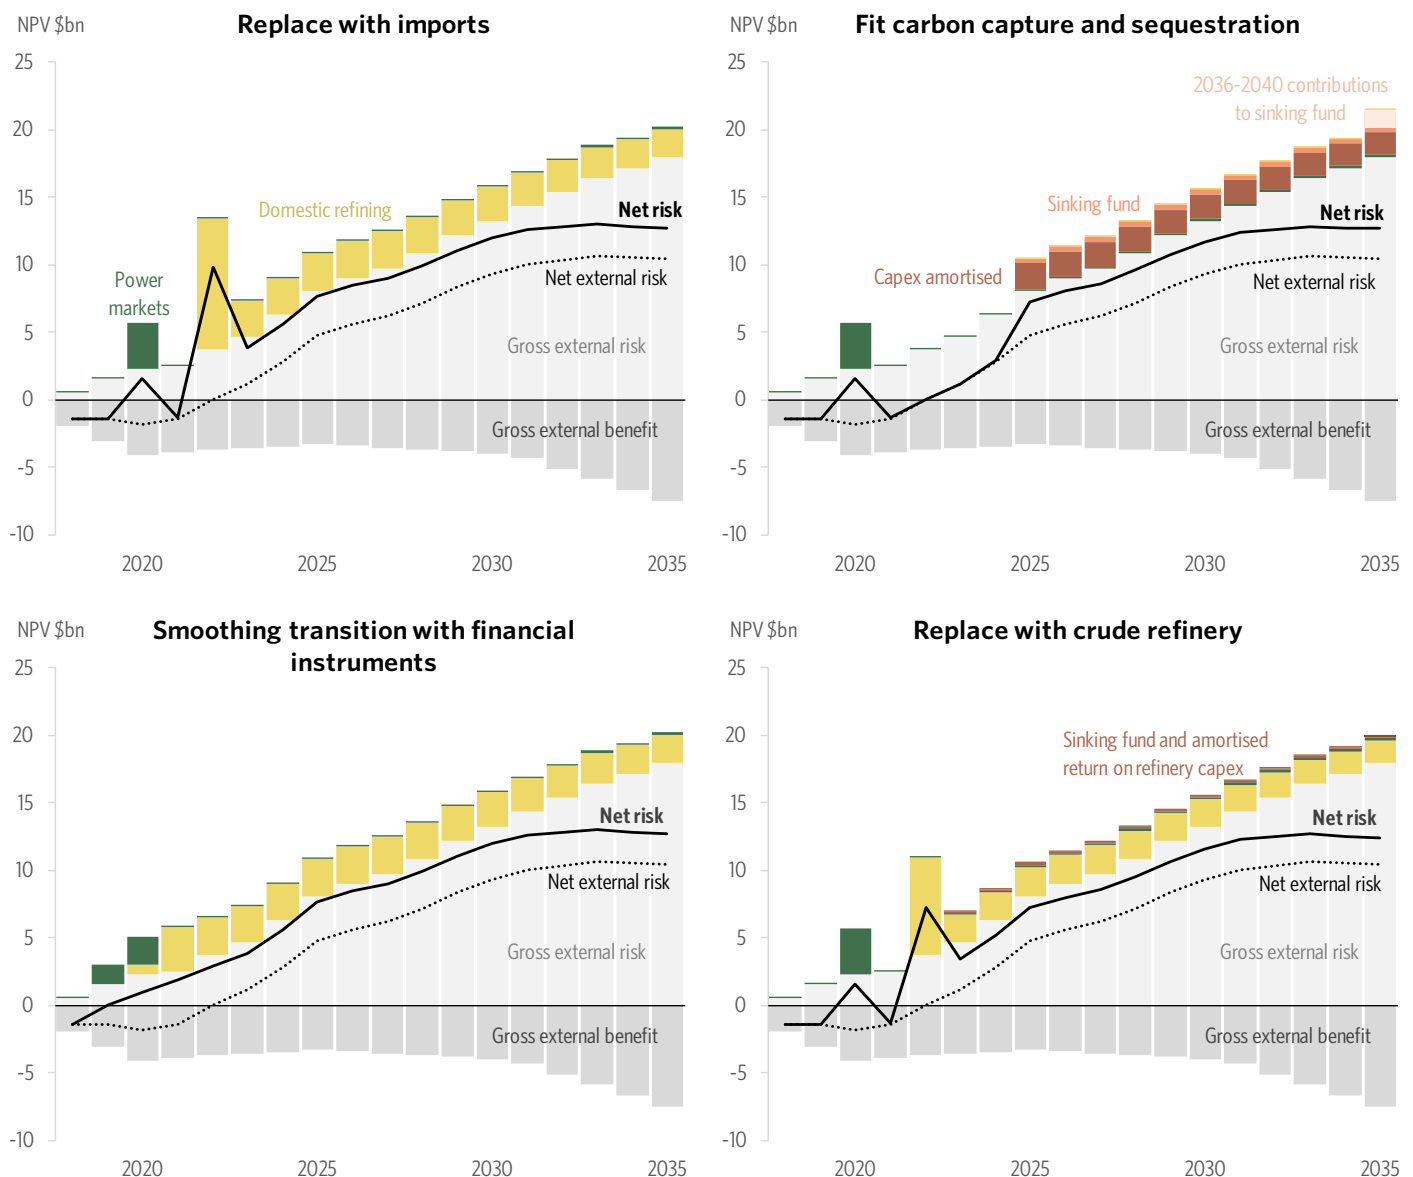 NPV $bn
Replace with imports
25
20
15
10
5
0
-5
-10
Domestic refining
Power
markets
Net risk
Net external risk
Gross external risk
Gross external benefit
2020
2025
2030
2035
NPV $bn
Fit carbon capture and sequestration
25
20
15
10
5
0
-5
-10
2036-2040 contributions
to sinking fund
Sinking fund
Capex amortised
Net risk
Net external risk
Gross external risk
Gross external benefit
2020
2025
2030
2035
NPV $bn
Smoothing transition with financial
instruments
25
20
15
10
5
0
-5
-10
Net risk
Net external risk
Gross external risk
Gross external benefit
2020
2025
2030
2035
NPV $bn
Replace with crude refinery
25
20
15
10
5
0
-5
-10
Sinking fund and amortised
return on refinery capex
Net risk
Net external risk
Gross external risk
Gross external benefit
2020
2025
2030
2035